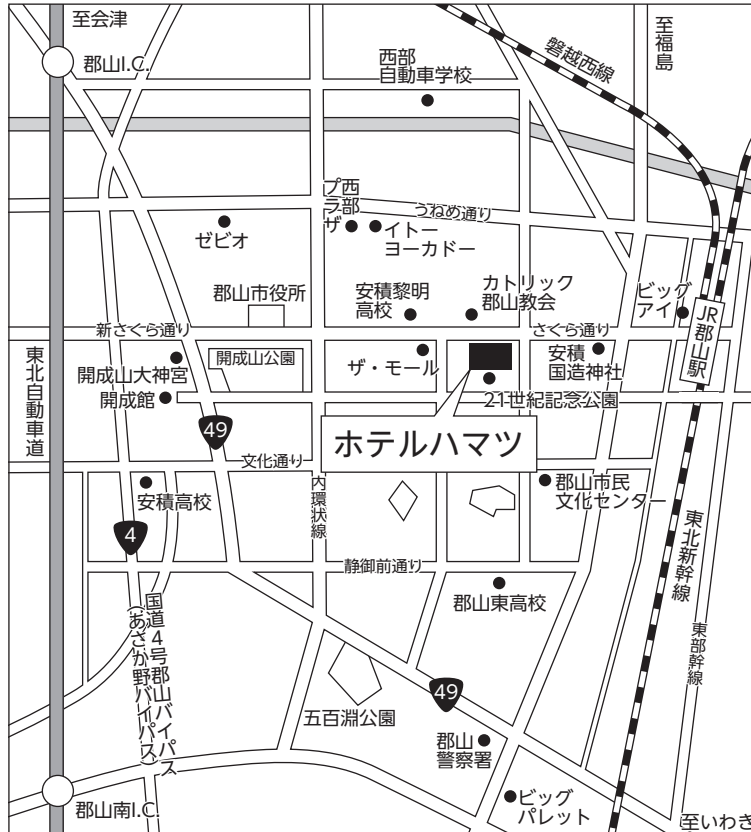 至会津
郡山I.C.
西部
自動車学校
磐越西線
至福島
西部
プラザ
イトー
ヨーカドー
うねめ通り
ゼビオ
郡山市役所
安積黎明
高校
カトリック
郡山教会
ビッグ
アイ
JR郡山駅
新さくら通り
さくら通り
東北自動車道
開成山大神宮
開成山公園
ザ・モール
安積
国造神社
開成館
21世紀記念公園
49
ホテルハマツ
文化通り
安積高校
内環状線
郡山市民
文化センター
4
東北新幹線
静御前通り
郡山東高校
国道4号郡山バイパス
(あさか野バイパス)
東部幹線
49
五百淵公園
郡山
警察署
郡山南I.C.
ビッグ
パレット
至いわき